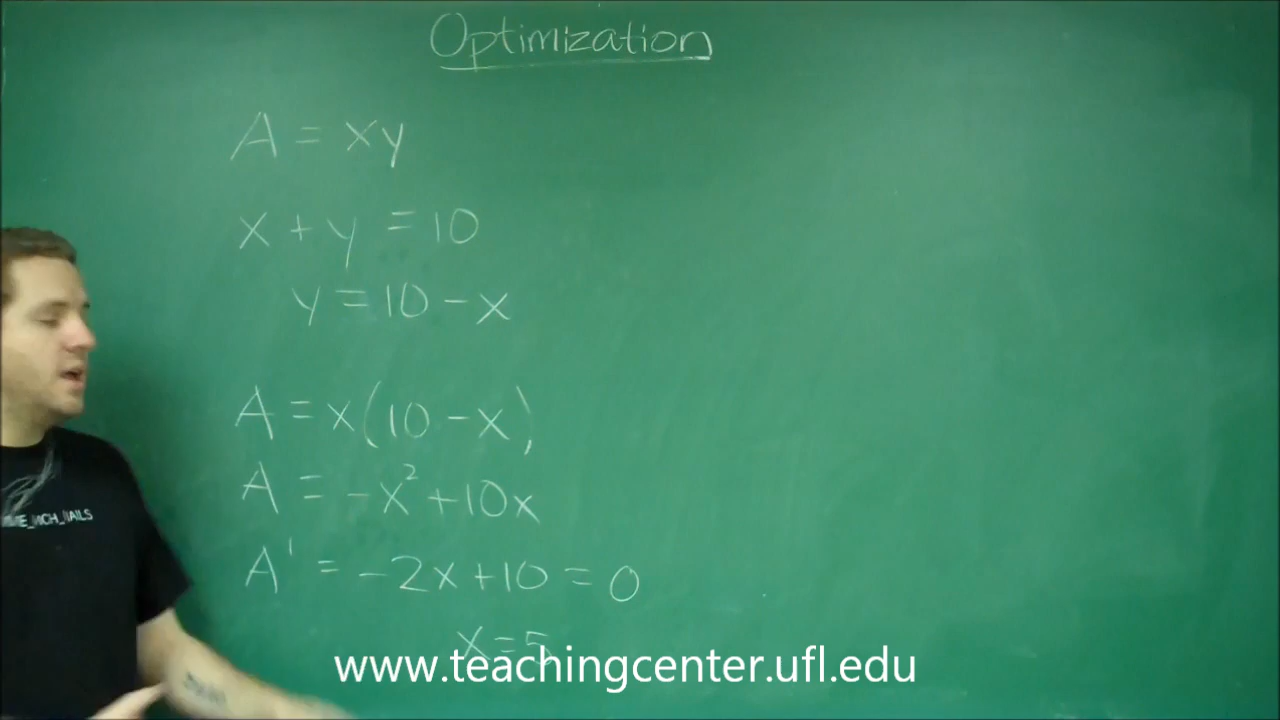 Optimization
A = xy
x + y = 10
y = 10 - x
A = x(10 - x)
A = -x² + 10x
A' = -2x + 10 = 0
x = 5
www.teachingcenter.ufl.edu